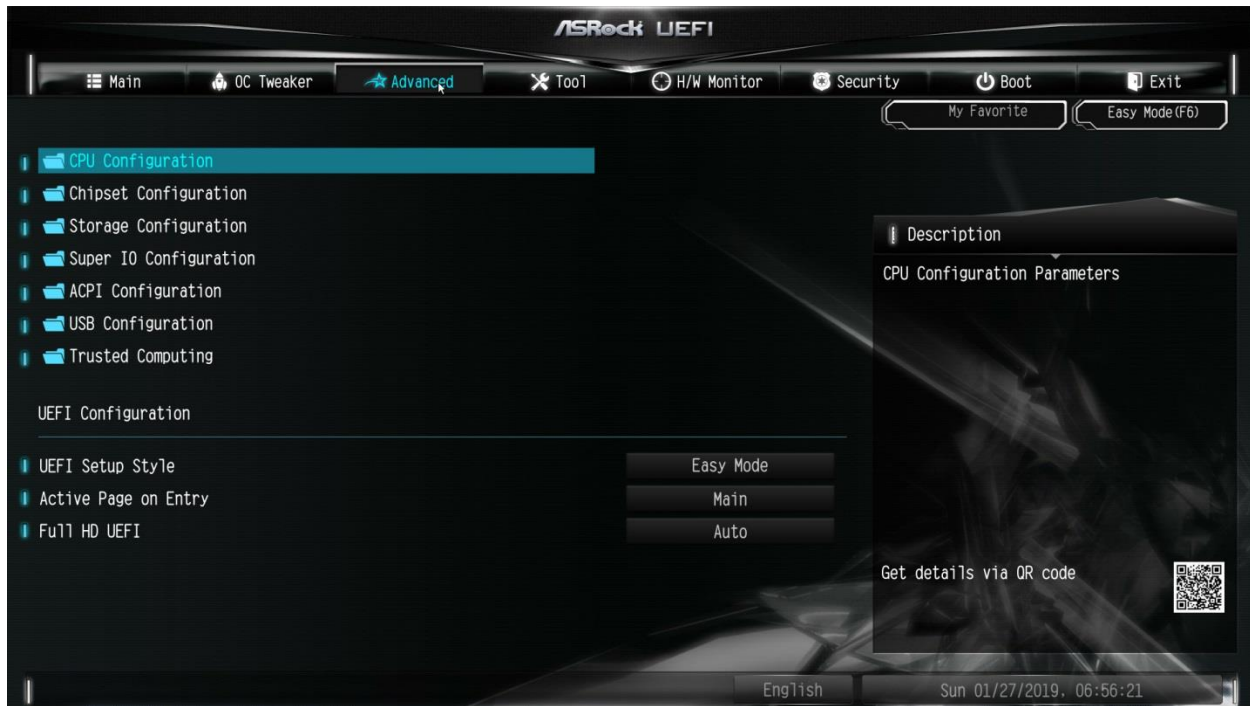 ASRock UEFI
Main OC Tweaker Advanced Tool H/W Monitor Security Boot Exit
My Favorite Easy Mode(F6)
CPU Configuration
Chipset Configuration
Storage Configuration
Super IO Configuration
ACPI Configuration
USB Configuration
Trusted Computing
UEFI Configuration
UEFI Setup Style Easy Mode
Active Page on Entry Main
Full HD UEFI Auto
Description
CPU Configuration Parameters
Get details via QR code
English Sun 01/27/2019. 06:56:21